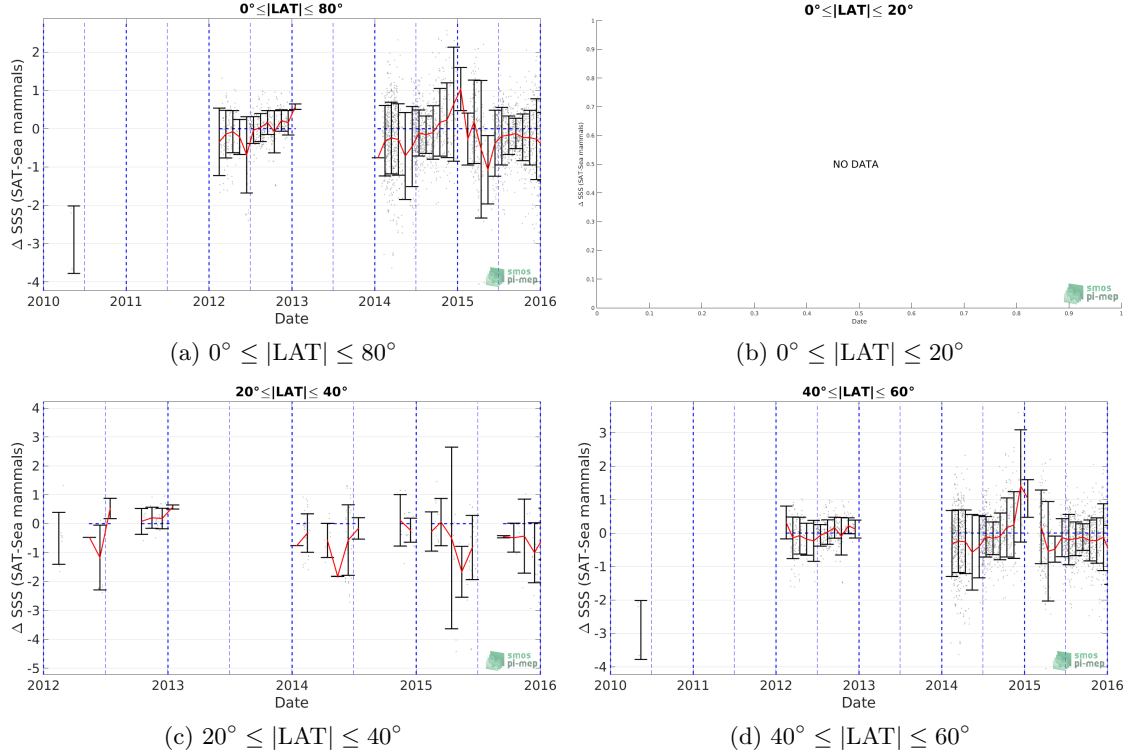 0°≤|LAT|≤ 80°
Δ SSS (SAT-Sea mammals)
2
1
0
-1
-2
-3
-4
2010
2011
2012
2013
2014
2015
2016
Date
smos
pi-mep
(a) 0° ≤ |LAT| ≤ 80°
0°≤|LAT|≤ 20°
Δ SSS (SAT-Sea mammals)
1
0.9
0.8
0.7
0.6
0.5
0.4
0.3
0.2
0.1
0
NO DATA
0
0.1
0.2
0.3
0.4
0.5
0.6
0.7
0.8
0.9
1
Date
smos
pi-mep
(b) 0° ≤ |LAT| ≤ 20°
20°≤|LAT|≤ 40°
Δ SSS (SAT-Sea mammals)
4
3
2
1
0
-1
-2
-3
-4
-5
2012
2013
2014
2015
2016
Date
smos
pi-mep
(c) 20° ≤ |LAT| ≤ 40°
40°≤|LAT|≤ 60°
Δ SSS (SAT-Sea mammals)
3
2
1
0
-1
-2
-3
-4
2010
2011
2012
2013
2014
2015
2016
Date
smos
pi-mep
(d) 40° ≤ |LAT| ≤ 60°